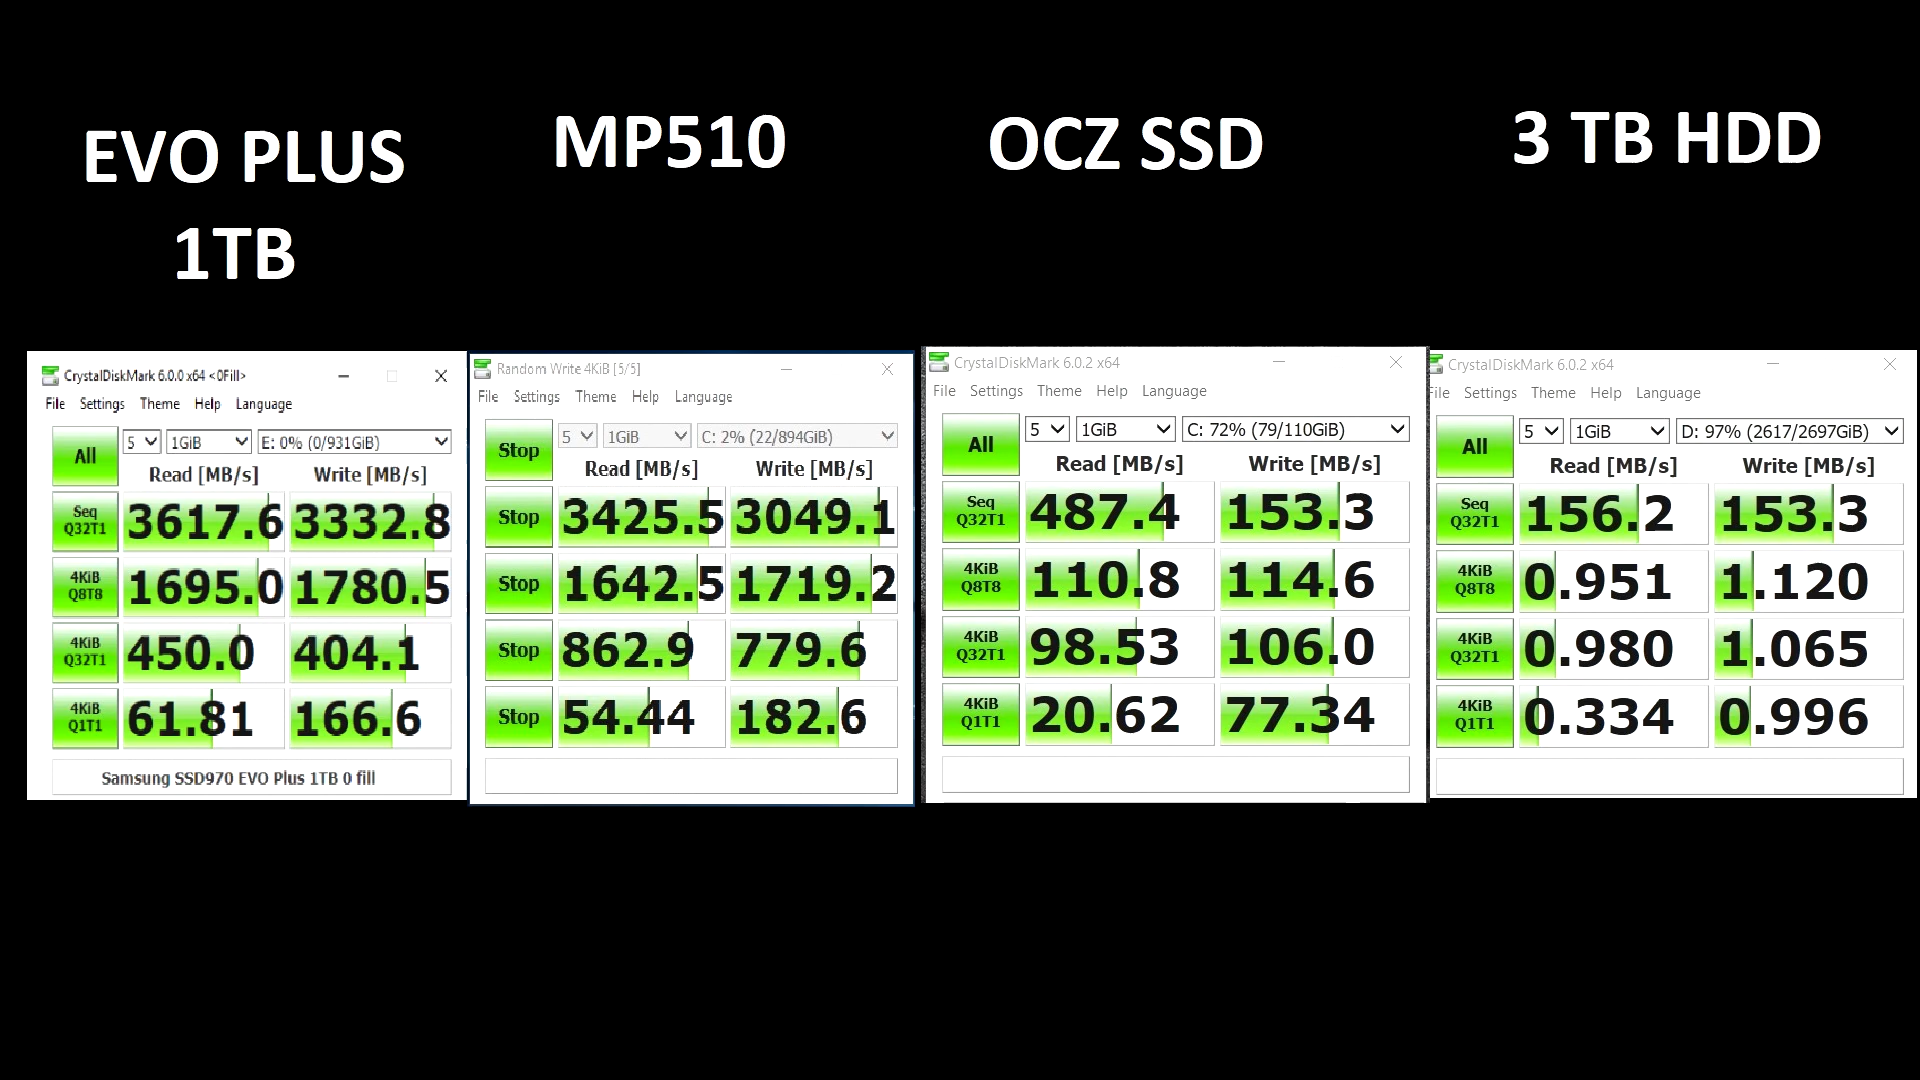 EVO PLUS
1TB
MP510
OCZ SSD
3 TB HDD
CrystalDiskMark 6.0.0 x64 <0Fill>
File Settings Theme Help Language
All 5 1GiB E: 0% (0/931GiB)
Read [MB/s] Write [MB/s]
Seq Q32T1 3617.6 3332.8
4KiB Q8T8 1695.0 1780.5
4KiB Q32T1 450.0 404.1
4KiB Q1T1 61.81 166.6
Samsung SSD970 EVO Plus 1TB 0 fill
Random Write 4KiB [5/5]
File Settings Theme Help Language
Stop 5 1GiB C: 2% (22/894GiB)
Read [MB/s] Write [MB/s]
Stop 3425.5 3049.1
Stop 1642.5 1719.2
Stop 862.9 779.6
Stop 54.44 182.6
CrystalDiskMark 6.0.2 x64
File Settings Theme Help Language
All 5 1GiB C: 72% (79/110GiB)
Read [MB/s] Write [MB/s]
Seq Q32T1 487.4 153.3
4KiB Q8T8 110.8 114.6
4KiB Q32T1 98.53 106.0
4KiB Q1T1 20.62 77.34
CrystalDiskMark 6.0.2 x64
File Settings Theme Help Language
All 5 1GiB D: 97% (2617/2697GiB)
Read [MB/s] Write [MB/s]
Seq Q32T1 156.2 153.3
4KiB Q8T8 0.951 1.120
4KiB Q32T1 0.980 1.065
4KiB Q1T1 0.334 0.996